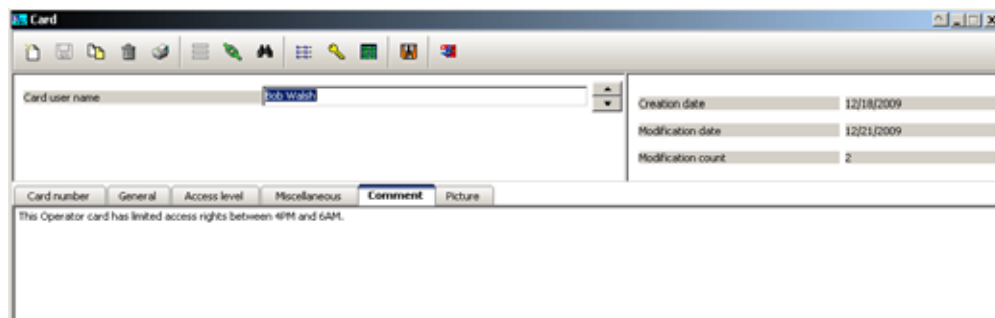 Card
Card user name
Bob Walsh
Creation date 12/18/2009
Modification date 12/21/2009
Modification count 2
Card number General Access level Miscellaneous Comment Picture
This Operator card has limited access rights between 4PM and 6AM.